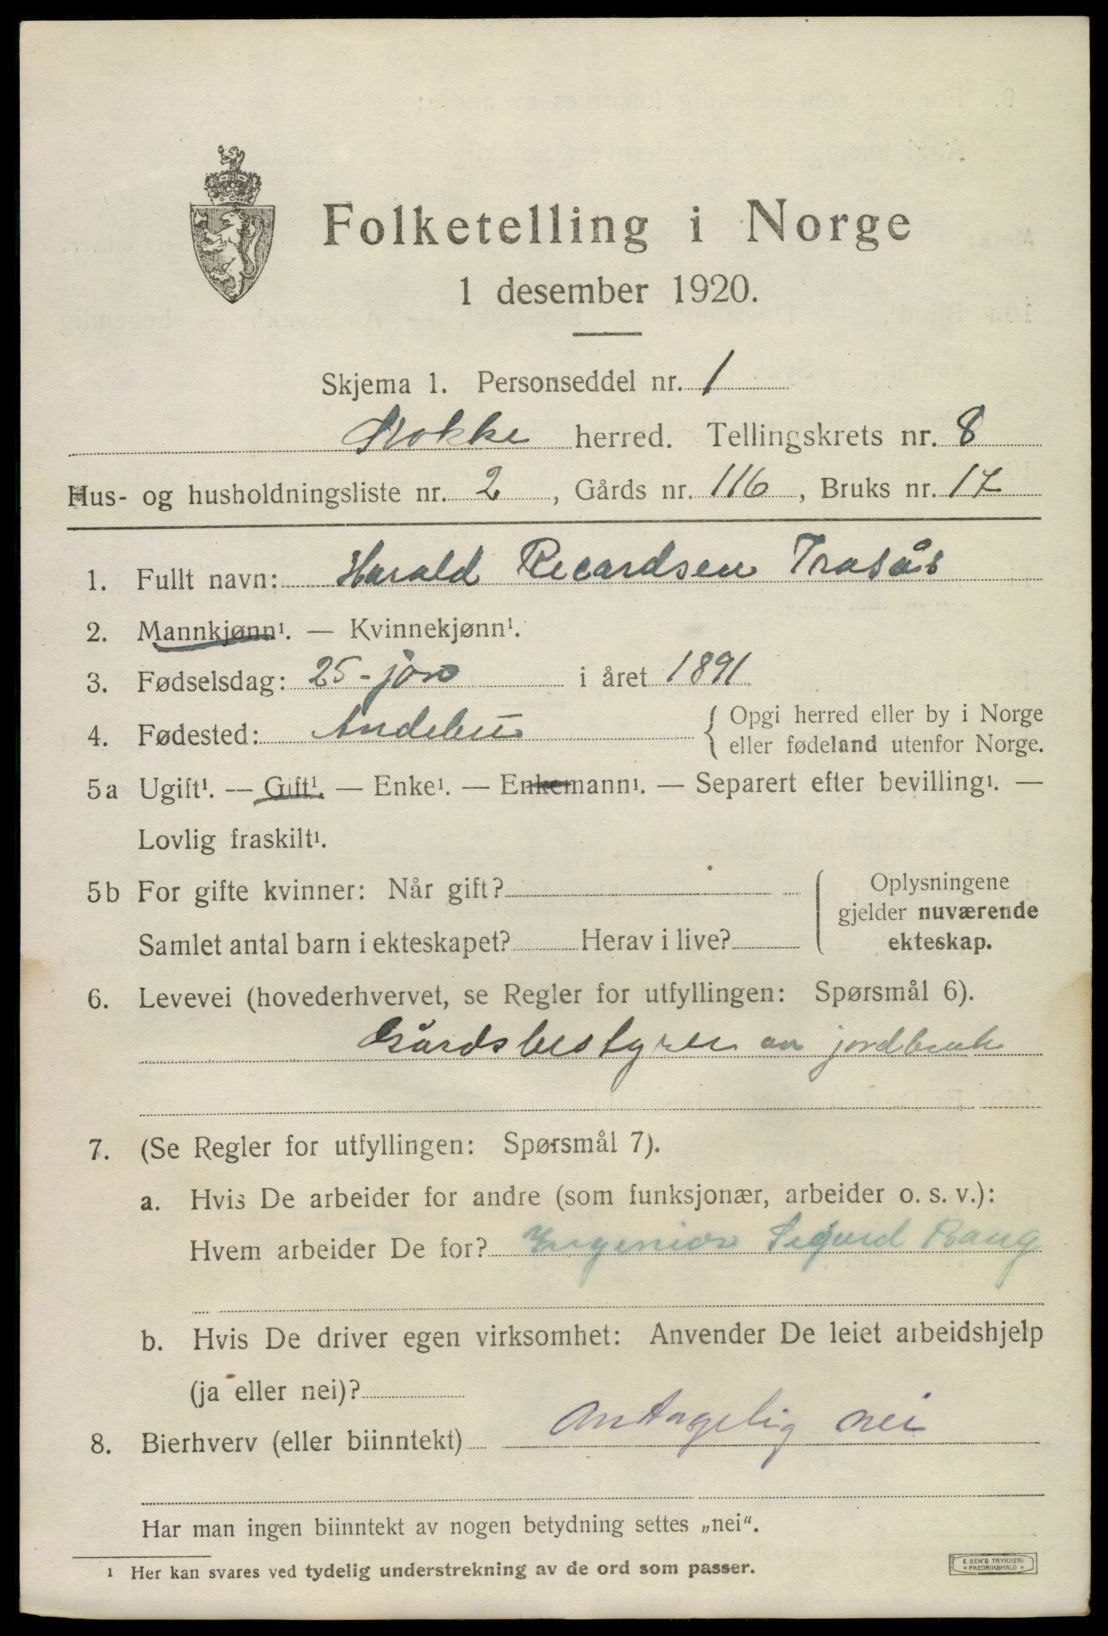 Folketelling i Norge
1 desember 1920.
Skjema 1. Personseddel nr. 1
Stokke herred. Tellingskrets nr. 8
Hus- og husholdningsliste nr. 2, Gårds nr. 116, Bruks nr. 17
1. Fullt navn: Harald Recardsen Trasås
2. Mannkjønn¹. — Kvinnekjønn¹.
3. Fødselsdag: 25-jan i året 1891
4. Fødested: Andebu { Opgi herred eller by i Norge
eller fødeland utenfor Norge.
5a Ugift¹. — Gift¹. — Enke¹. — Enkemann¹. — Separert efter bevilling¹. —
Lovlig fraskilt¹.
5b For gifte kvinner: Når gift?
Samlet antal barn i ekteskapet? Herav i live?
{ Oplysningene
gjelder nuværende
ekteskap.
6. Levevei (hovederhvervet, se Regler for utfyllingen: Spørsmål 6).
Gårdsbestyrer av jordbruk
7. (Se Regler for utfyllingen: Spørsmål 7).
a. Hvis De arbeider for andre (som funksjonær, arbeider o. s. v.):
Hvem arbeider De for? Ingeniør Sigurd Baug
b. Hvis De driver egen virksomhet: Anvender De leiet arbeidshjelp
(ja eller nei)?
8. Bierhverv (eller biinntekt) Antagelig nei
Har man ingen biinntekt av nogen betydning settes „nei“.
¹ Her kan svares ved tydelig understrekning av de ord som passer.